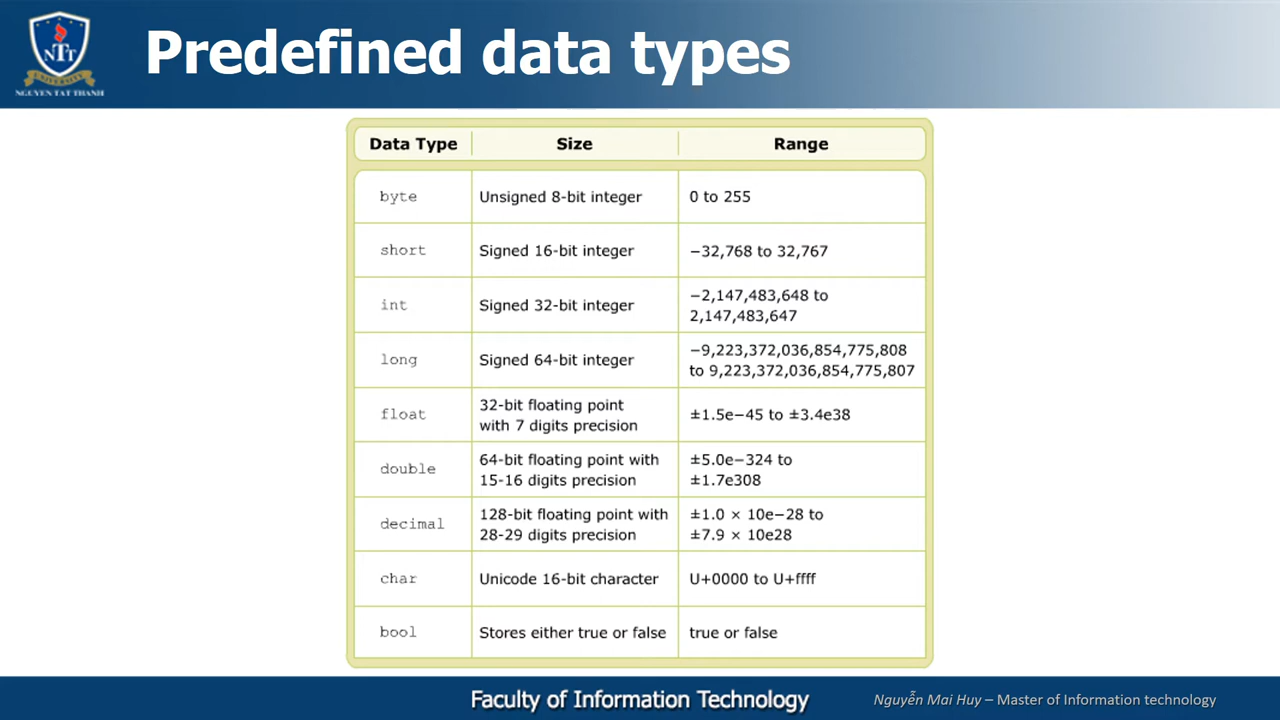 NTT
UNIVERSITY
NGUYEN TAT THANH
Predefined data types
Data Type Size Range
byte Unsigned 8-bit integer 0 to 255
short Signed 16-bit integer −32,768 to 32,767
int Signed 32-bit integer −2,147,483,648 to
2,147,483,647
long Signed 64-bit integer −9,223,372,036,854,775,808
to 9,223,372,036,854,775,807
float 32-bit floating point
with 7 digits precision ±1.5e−45 to ±3.4e38
double 64-bit floating point with
15-16 digits precision ±5.0e−324 to
±1.7e308
decimal 128-bit floating point with
28-29 digits precision ±1.0 × 10e−28 to
±7.9 × 10e28
char Unicode 16-bit character U+0000 to U+ffff
bool Stores either true or false true or false
Faculty of Information Technology
Nguyễn Mai Huy – Master of Information technology